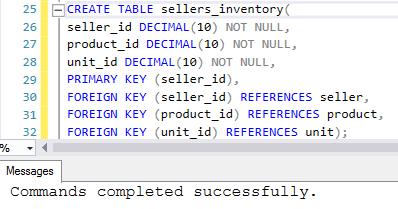 25 CREATE TABLE sellers_inventory(
26 seller_id DECIMAL(10) NOT NULL,
27 product_id DECIMAL(10) NOT NULL,
28 unit_id DECIMAL(10) NOT NULL,
29 PRIMARY KEY (seller_id),
30 FOREIGN KEY (seller_id) REFERENCES seller,
31 FOREIGN KEY (product_id) REFERENCES product,
32 FOREIGN KEY (unit_id) REFERENCES unit);
%
Messages
Commands completed successfully.